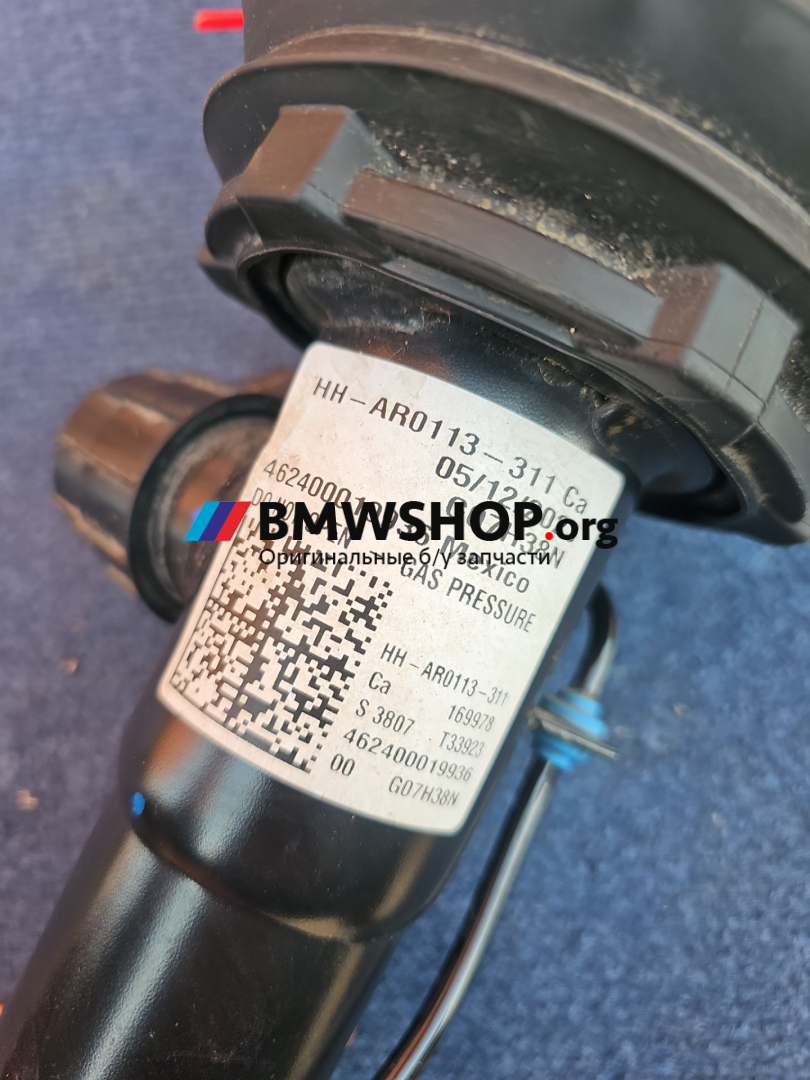 HH-AR0113-311 Ca
05/12/
46240001
Mexico
GAS PRESSURE
BMWSHOP.org
Оригинальные б/у запчасти
HH-AR0113-311
Ca 169978
S 3807 T33923
462400019936
00 G07H38N